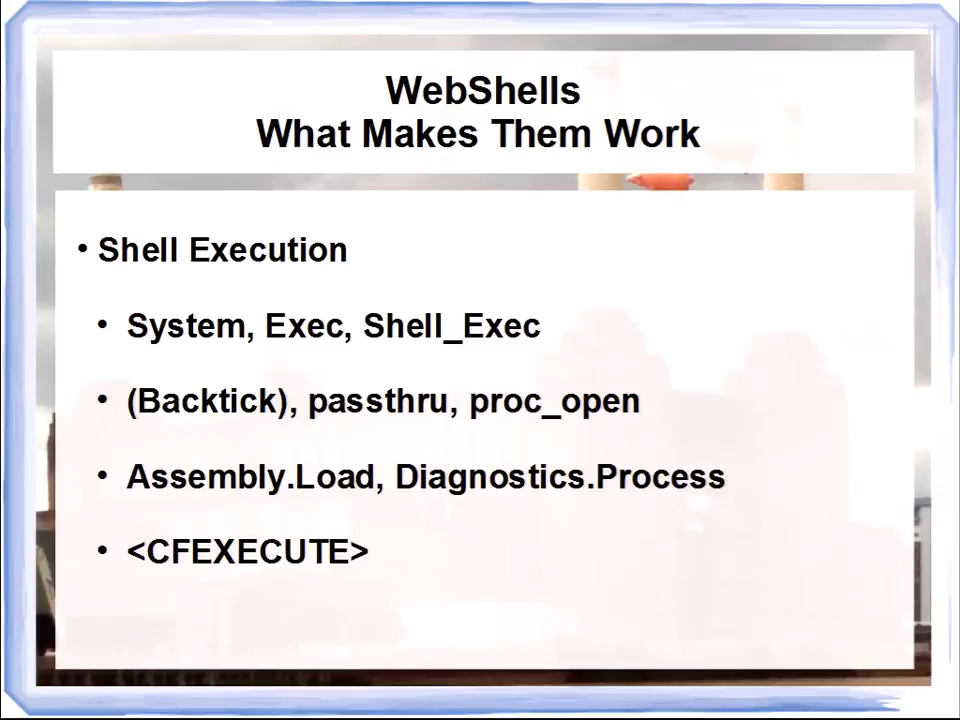 WebShells
What Makes Them Work
• Shell Execution
• System, Exec, Shell_Exec
• (Backtick), passthru, proc_open
• Assembly.Load, Diagnostics.Process
• <CFEXECUTE>